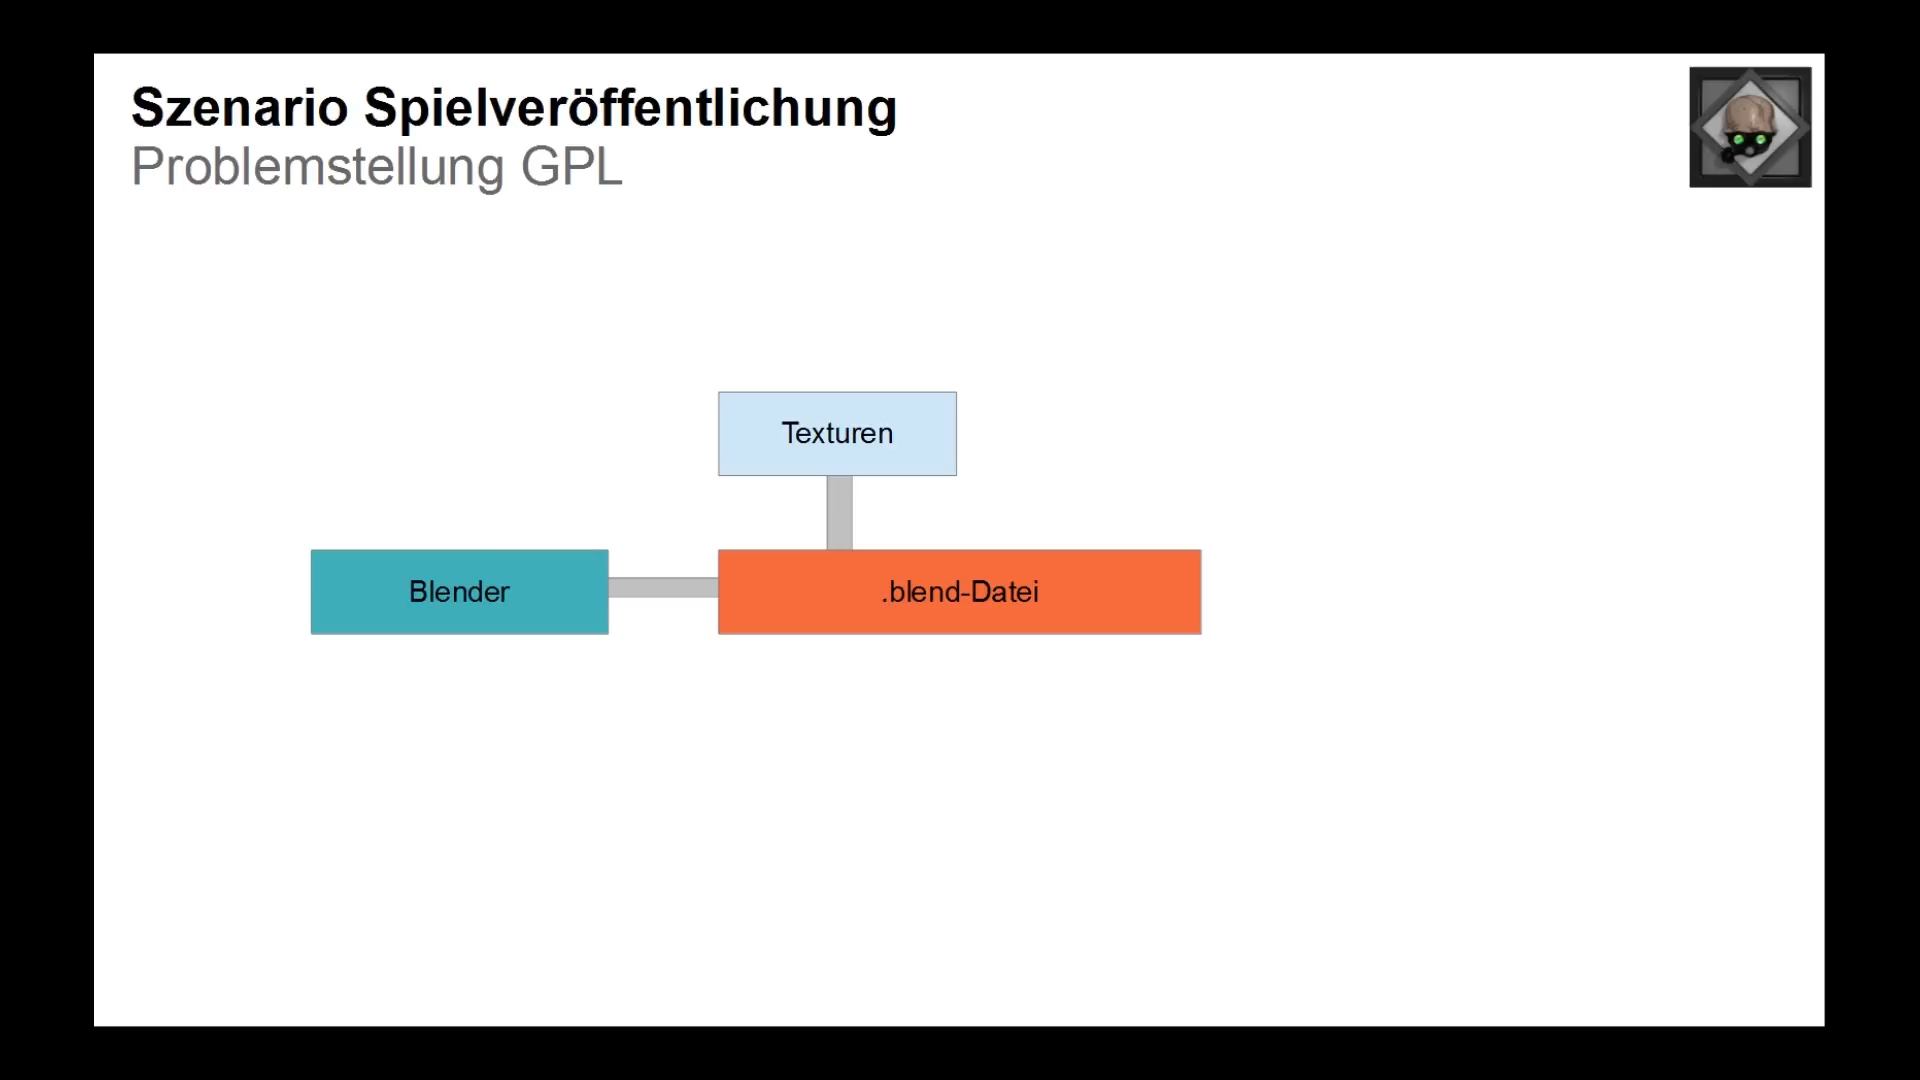 Szenario Spielveröffentlichung
Problemstellung GPL
Texturen
Blender
.blend-Datei